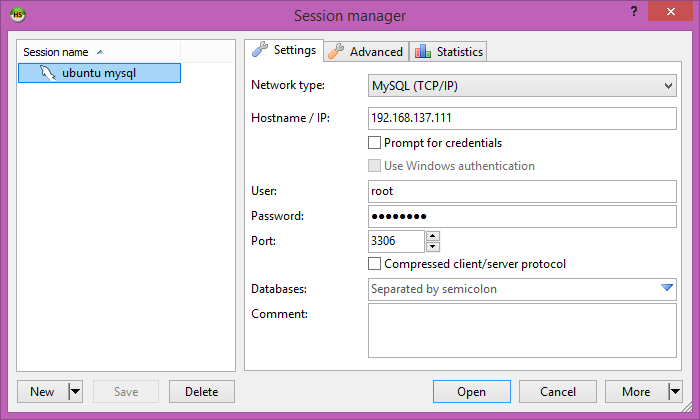 HS
Session manager
?
Session name
ubuntu mysql
Settings
Advanced
Statistics
Network type:
MySQL (TCP/IP)
Hostname / IP:
192.168.137.111
Prompt for credentials
Use Windows authentication
User:
root
Password:
●●●●●●●●
Port:
3306
Compressed client/server protocol
Databases:
Separated by semicolon
Comment:
New
Save
Delete
Open
Cancel
More